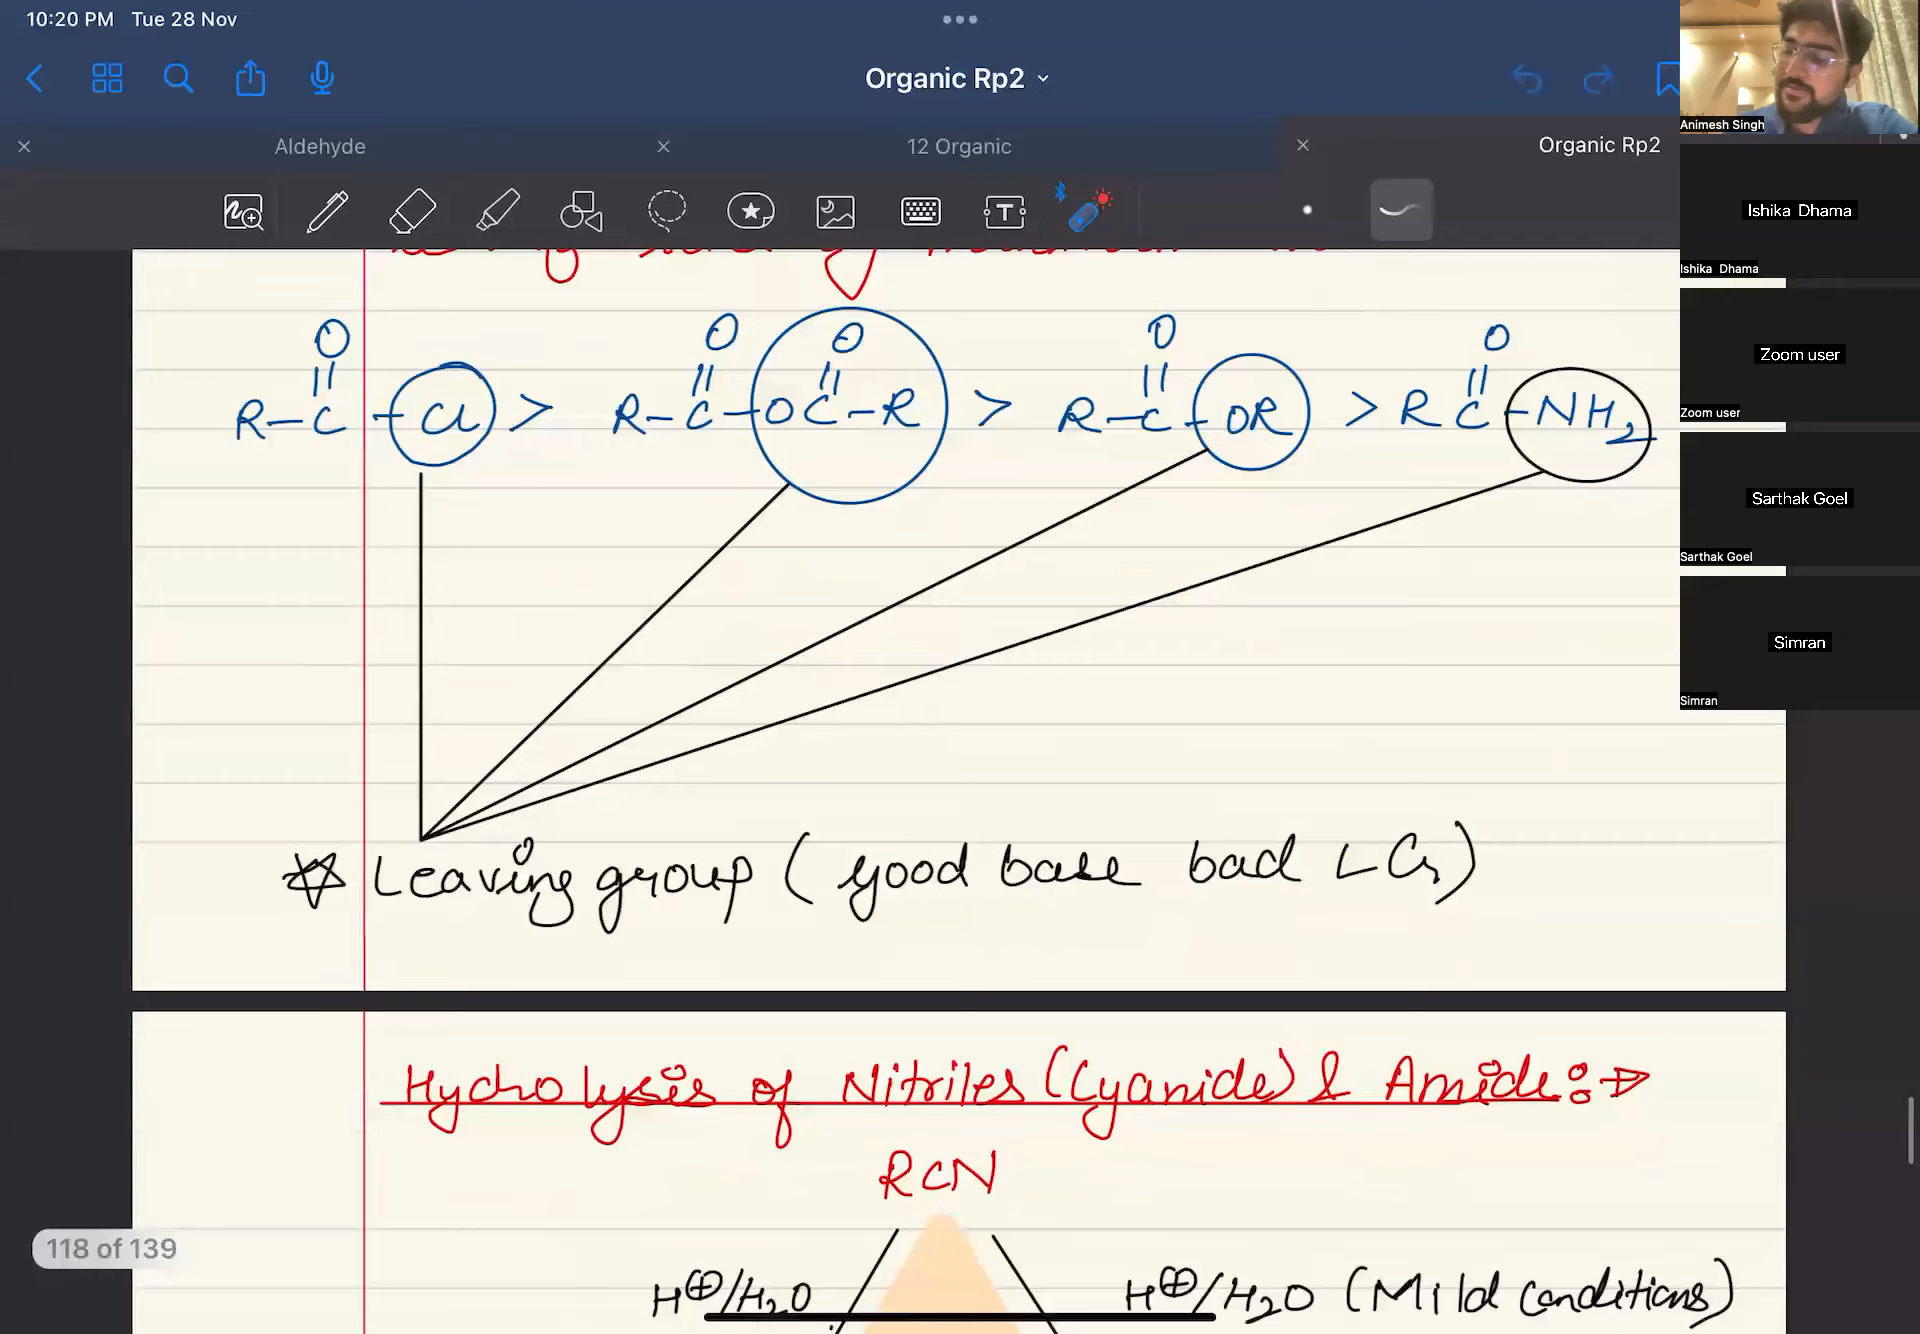 10:20 PM Tue 28 Nov
Organic Rp2
Aldehyde
12 Organic
Organic Rp2
Animesh Singh
Ishika Dhama
Ishika Dhama
Zoom user
Zoom user
Sarthak Goel
Sarthak Goel
Simran
Simran
O O O O O
|| || || || ||
R-C-Cl > R-C-OC-R > R-C-OR > R C-NH2
Leaving group (good base bad LG)
Hydrolysis of Nitriles (Cyanide) & Amide:→
RCN
H⊕/H2O H⊕/H2O (Mild conditions)
118 of 139